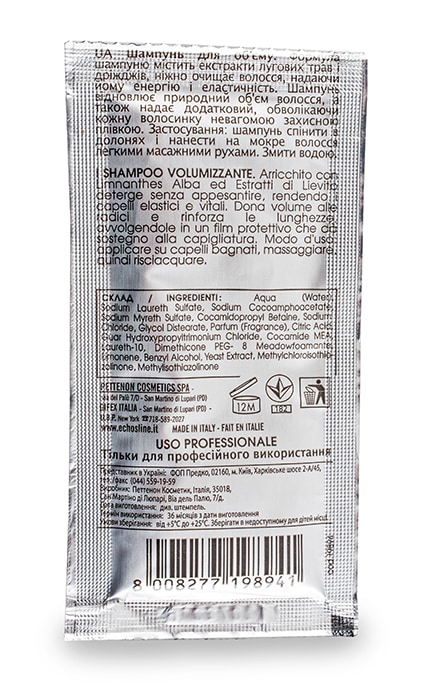 UA Шампунь для об'єму. Формула
шампуню містить екстракти лугових трав і
дріжджів, ніжно очищає волосся, надаючи
йому енергію і еластичність. Шампунь
відновлює природний об'єм волосся, а
також надає додатковий, обволікаючи
кожну волосинку невагомою захисною
плівкою. Застосування: шампунь спінити в
долонях і нанести на мокре волосся
легкими масажними рухами. Змити водою.
SHAMPOO VOLUMIZZANTE. Arricchito con
Limnanthes Alba ed Estratti di Lievito
deterge senza appesantire, rendendo i
capelli elastici e vitali. Dona volume alle
radici e rinforza le lunghezze
avvolgendole in un film protettivo che dà
sostegno alla capigliatura. Modo d'uso:
applicare su capelli bagnati, massaggiare,
quindi risciacquare.
СКЛАД / INGREDIENTI: Aqua (Water),
Sodium Laureth Sulfate, Sodium Cocoamphoacetate,
Sodium Myreth Sulfate, Cocamidopropyl Betaine, Sodium
Chloride, Glycol Distearate, Parfum (Fragrance), Citric Acid,
Guar Hydroxypropyltrimonium Chloride, Cocamide MEA,
Laureth-10, Dimethicone PEG- 8 Meadowfoamate,
Limonene, Benzyl Alcohol, Yeast Extract, Methylchloroisothia-
zolinone, Methylisothiazolinone
PETTENON COSMETICS SPA -
Via del Palù 7/D - San Martino di Lupari (PD)
DIFEX ITALIA - San Martino di Lupari (PD)
U.B.P. New York ☎718-589-2027
www.echosline.it MADE IN ITALY - FAIT EN ITALIE
12M
182
USO PROFESSIONALE
Тільки для професійного використання
Представник в Україні: ФОП Предко, 02160, м. Київ, Харківське шосе 2-А/45,
тел./факс (044) 559-19-59
Виробник: Петтенон Косметік, Італія, 35018,
Сан Мартіно ді Люпарі, Віа дель Палю, 7/д.
Дата виготовлення: див. штемпель.
Термін використання: 36 місяців з дати виготовлення
Умови зберігання: від +5°С до +25°С. Зберігати в недоступному для дітей місці.
8 008277 198941